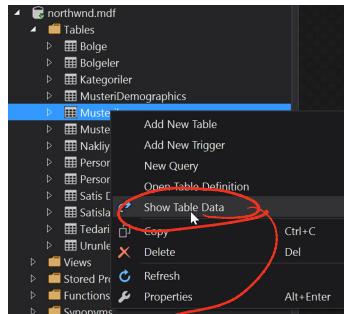 northwnd.mdf
Tables
Bolge
Bolgeler
Kategoriler
MusteriDemographics
Muste
Nakliy
Person
Person
Satis
Satisla
Tedari
Urunle
Views
Stored Pr
Functions
Synonyms
Add New Table
Add New Trigger
New Query
Open Table Definition
Show Table Data
Copy Ctrl+C
Delete Del
Refresh
Properties Alt+Enter